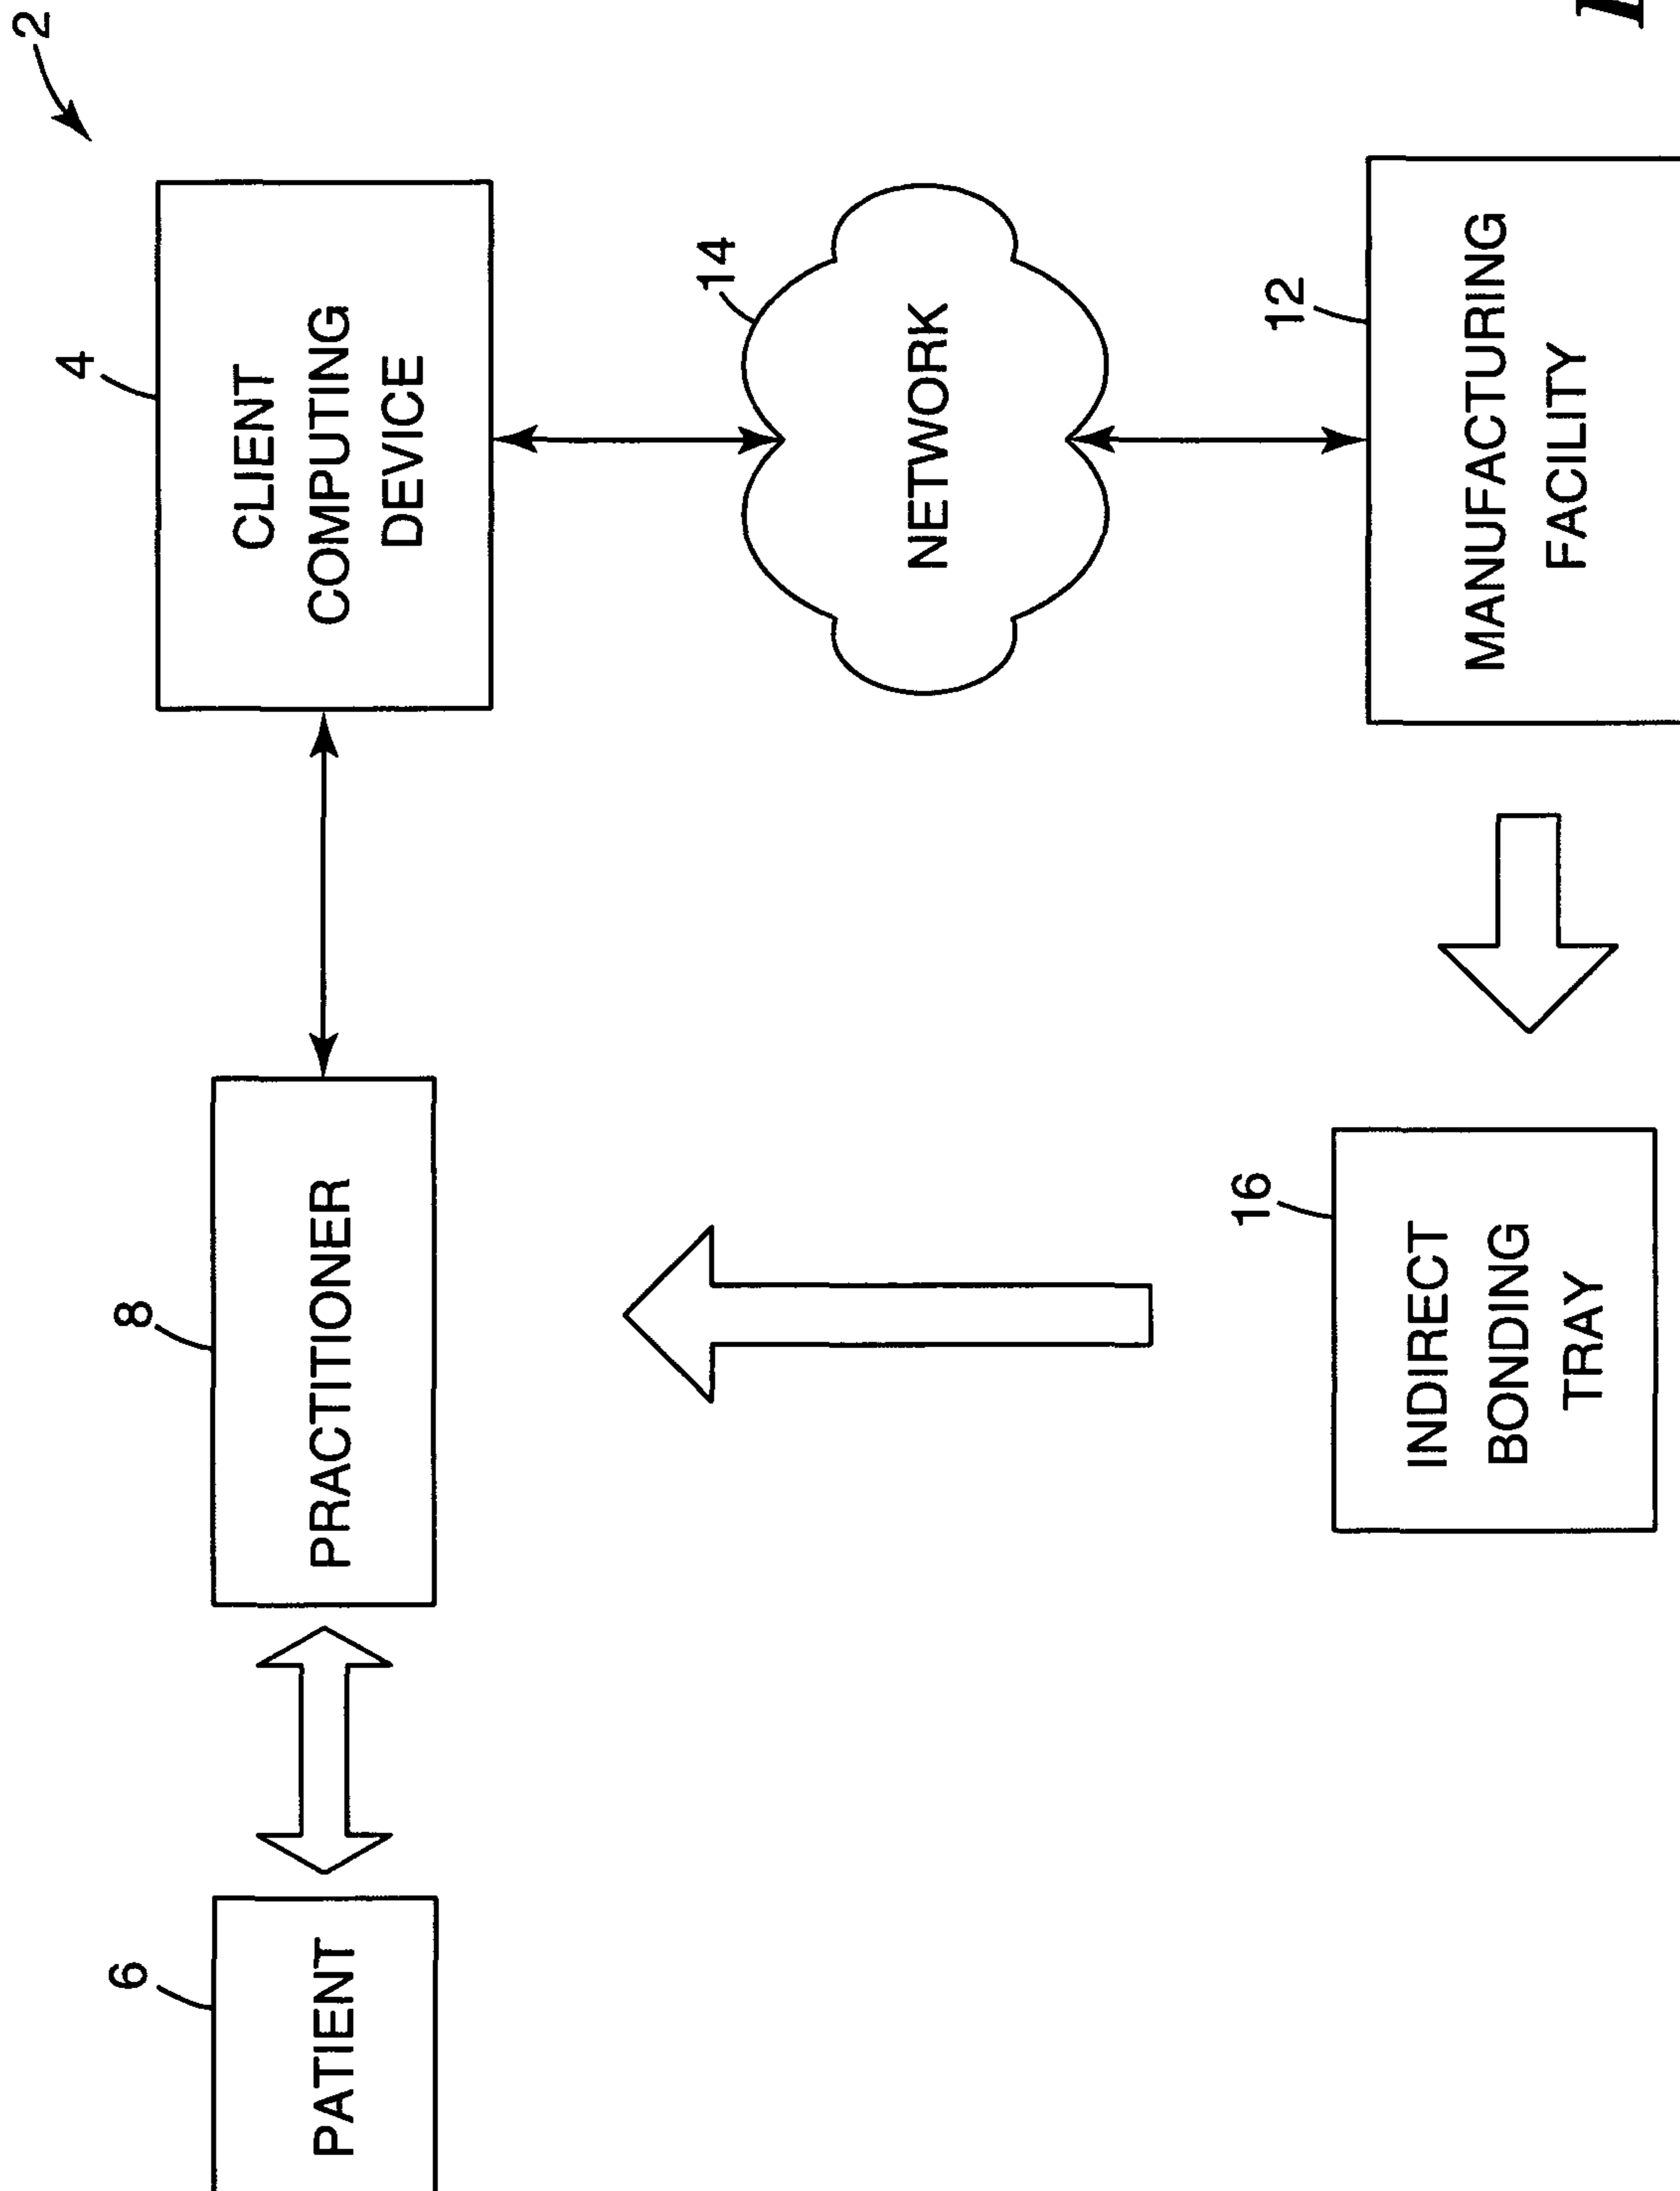 2
6
PATIENT
8
PRACTITIONER
4
CLIENT
COMPUTING
DEVICE
14
NETWORK
16
INDIRECT
BONDING
TRAY
12
MANUFACTURING
FACILITY